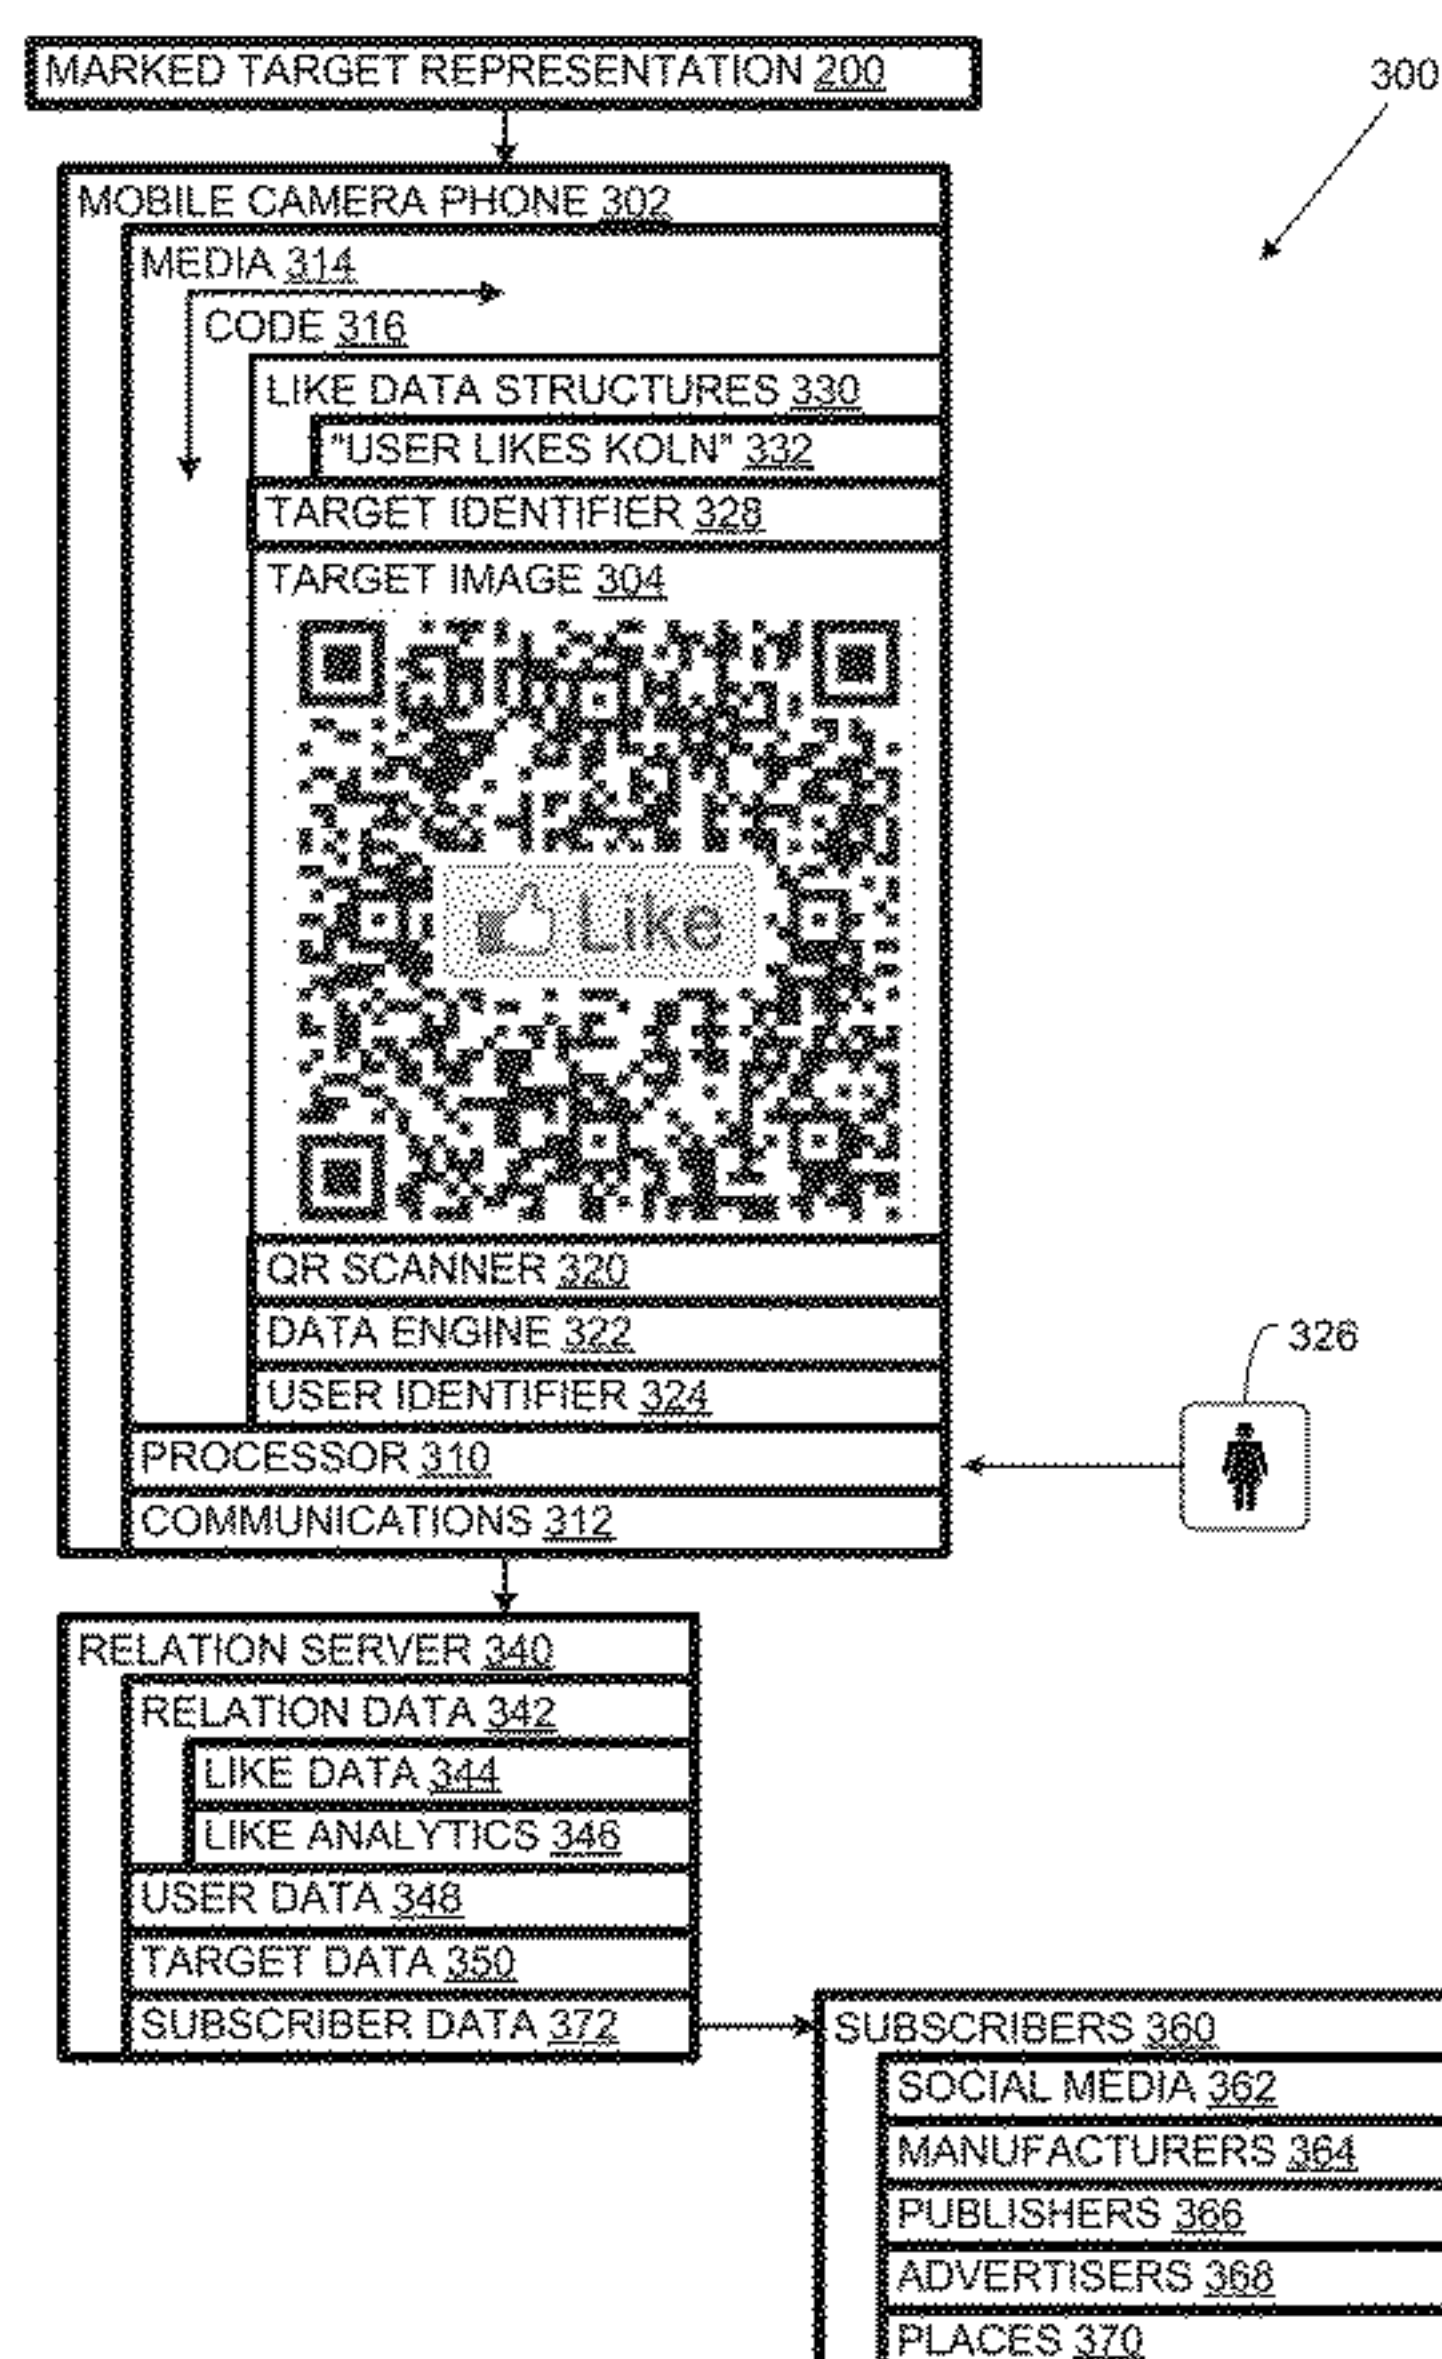 MARKED TARGET REPRESENTATION 200
300
MOBILE CAMERA PHONE 302
MEDIA 314
CODE 316
LIKE DATA STRUCTURES 330
"USER LIKES KOLN" 332
TARGET IDENTIFIER 328
TARGET IMAGE 304
Like
QR SCANNER 320
DATA ENGINE 322
326
USER IDENTIFIER 324
PROCESSOR 310
COMMUNICATIONS 312
RELATION SERVER 340
RELATION DATA 342
LIKE DATA 344
LIKE ANALYTICS 346
USER DATA 348
TARGET DATA 350
SUBSCRIBER DATA 372
SUBSCRIBERS 360
SOCIAL MEDIA 362
MANUFACTURERS 364
PUBLISHERS 366
ADVERTISERS 368
PLACES 370